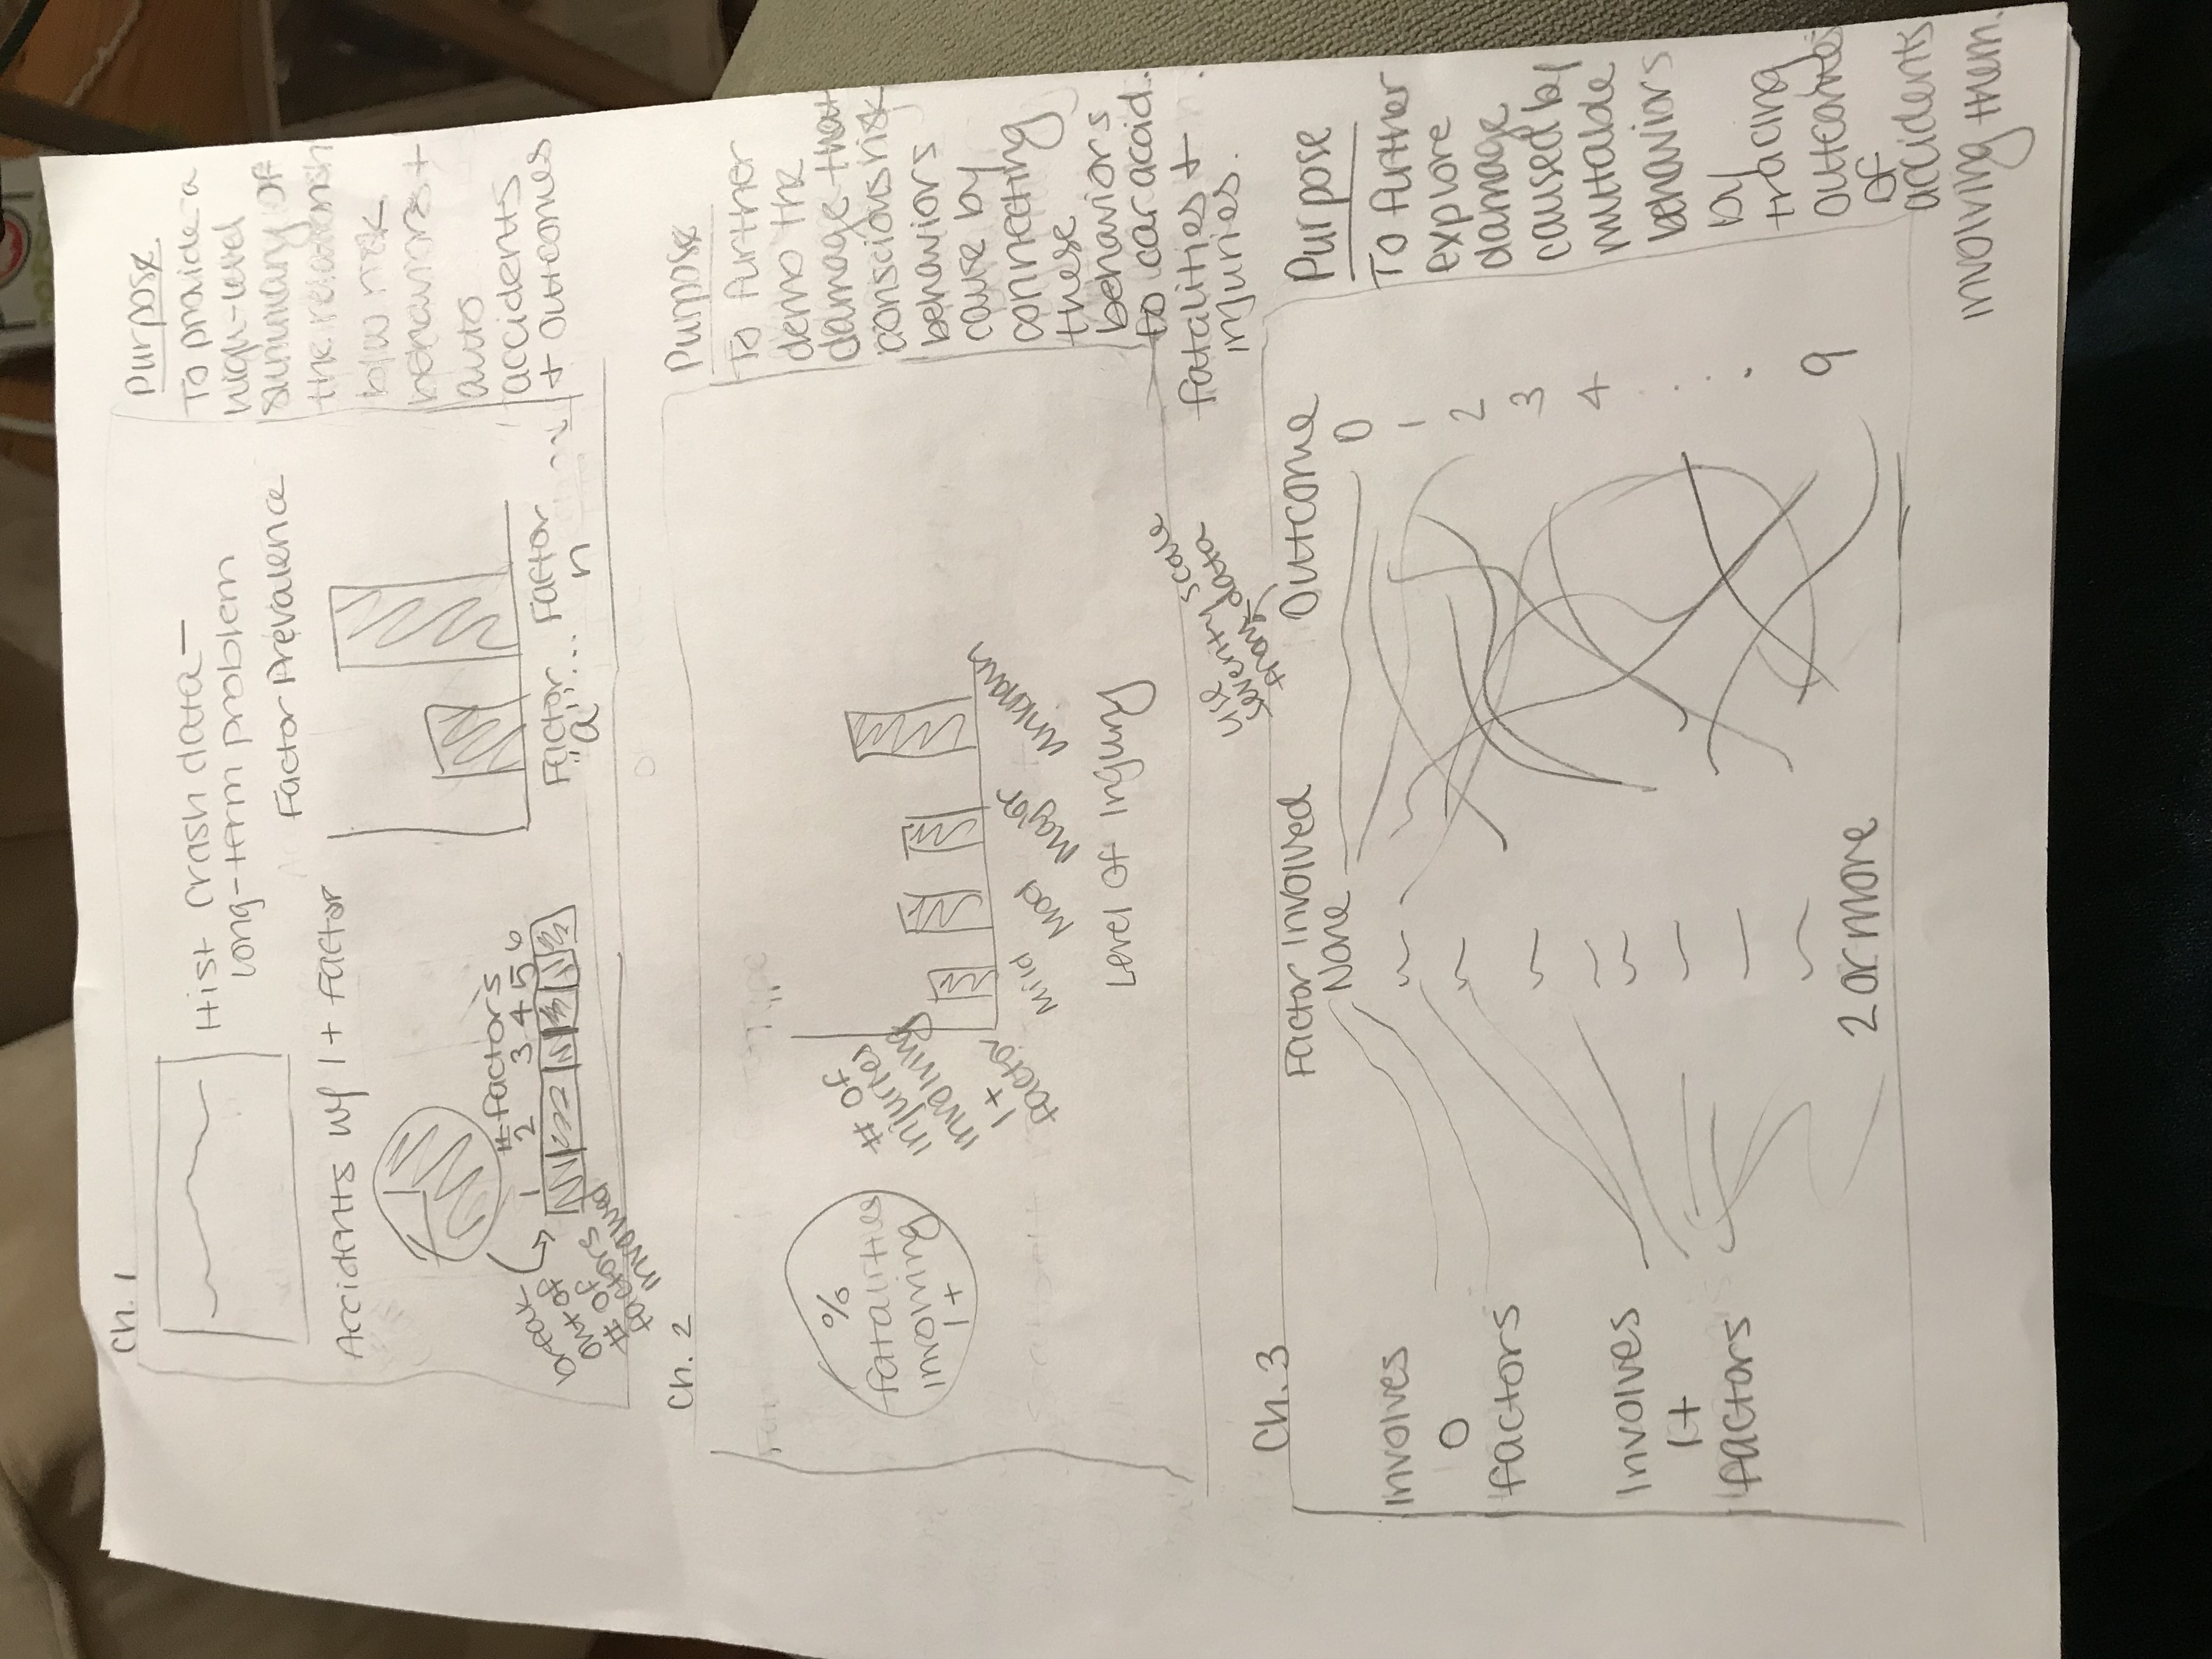 Ch. 1
Hist crash data—
long-term problem
Factor Prevalence
Accidents w/ 1+ factor
# factors
1 2 3 4 5 6
break
out of
# of
factors
involved
Factor
"a"
...
Factor
n
Purpose
To provide a
high-level
summary of
the relationsh
b/w risk
behaviors +
auto
accidents
+ outcomes
Ch. 2
%
fatalities
involving
1+
# of
injuries
involving
1+
factor
Mild
Mod
Major
Unknown
Level of Injury
Purpose
To further
demo the
damage that
conscious risk
behaviors
cause by
connecting
these
behaviors
to car accid.
fatalities +
injuries.
Ch. 3
use
severity scale
from data
Involves
0
factors
Involves
1+
factors
Factor Involved
None
2 or more
Outcome
0
1
2
3
4
.
.
.
9
Purpose
To further
explore
damage
caused by
mutable
behaviors
by
tracing
outcomes
of
accidents
involving them.